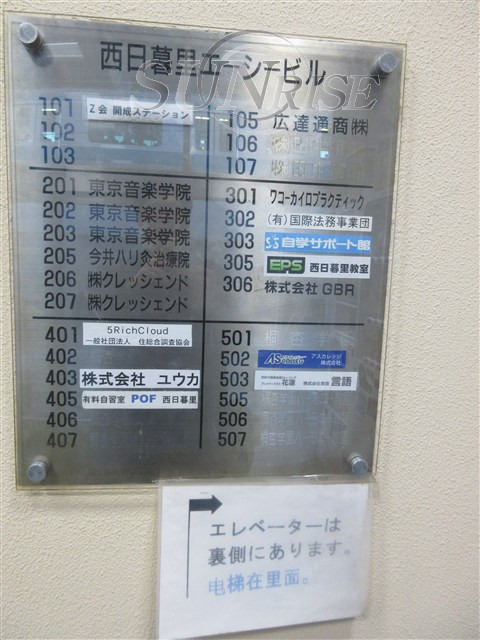 西日暮里エーシービル
SUNRISE
101 Z会 開成ステーション
102
103
105 広達通商㈱
106
107
201 東京音楽学院
202 東京音楽学院
203 東京音楽学院
205 今井ハリ灸治療院
206 ㈱クレッシェンド
207 ㈱クレッシェンド
301 ワコーカイロプラクティック
302 (有)国際法務事業団
303 SS 自学サポート館
305 EPS 西日暮里教室
306 株式会社 GBR
401 5RichCloud
一般社団法人 住総合調査協会
402
403 株式会社 ユウカ
405 有料自習室 POF 西日暮里
406
407
501
502 アスカレッジ
株式会社
503 花蓮 言語
505
506
507
エレベーターは
裏側にあります。
电梯在里面。